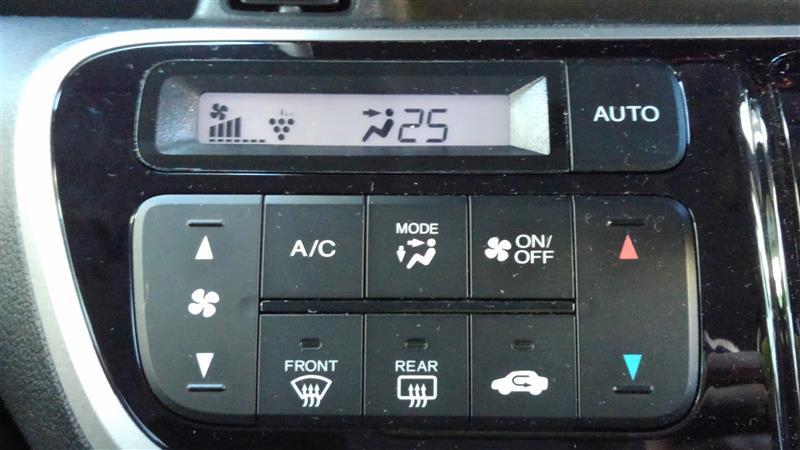 25
AUTO
A/C
MODE
ON/
OFF
FRONT
REAR